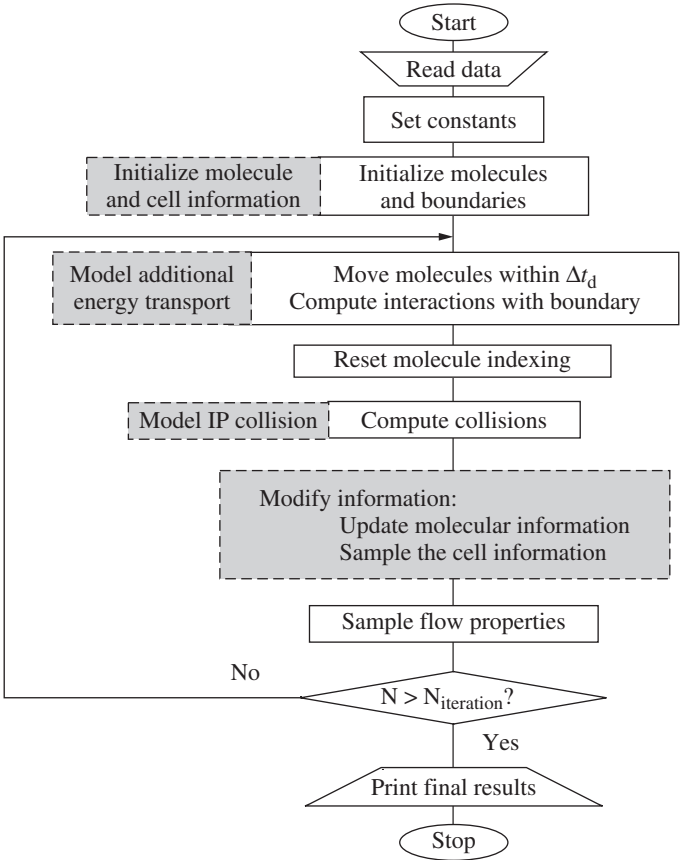 Start
Read data
Set constants
Initialize molecule
and cell information
Initialize molecules
and boundaries
Model additional
energy transport
Move molecules within Δt_d
Compute interactions with boundary
Reset molecule indexing
Model IP collision
Compute collisions
Modify information:
Update molecular information
Sample the cell information
Sample flow properties
No
N > N_iteration?
Yes
Print final results
Stop